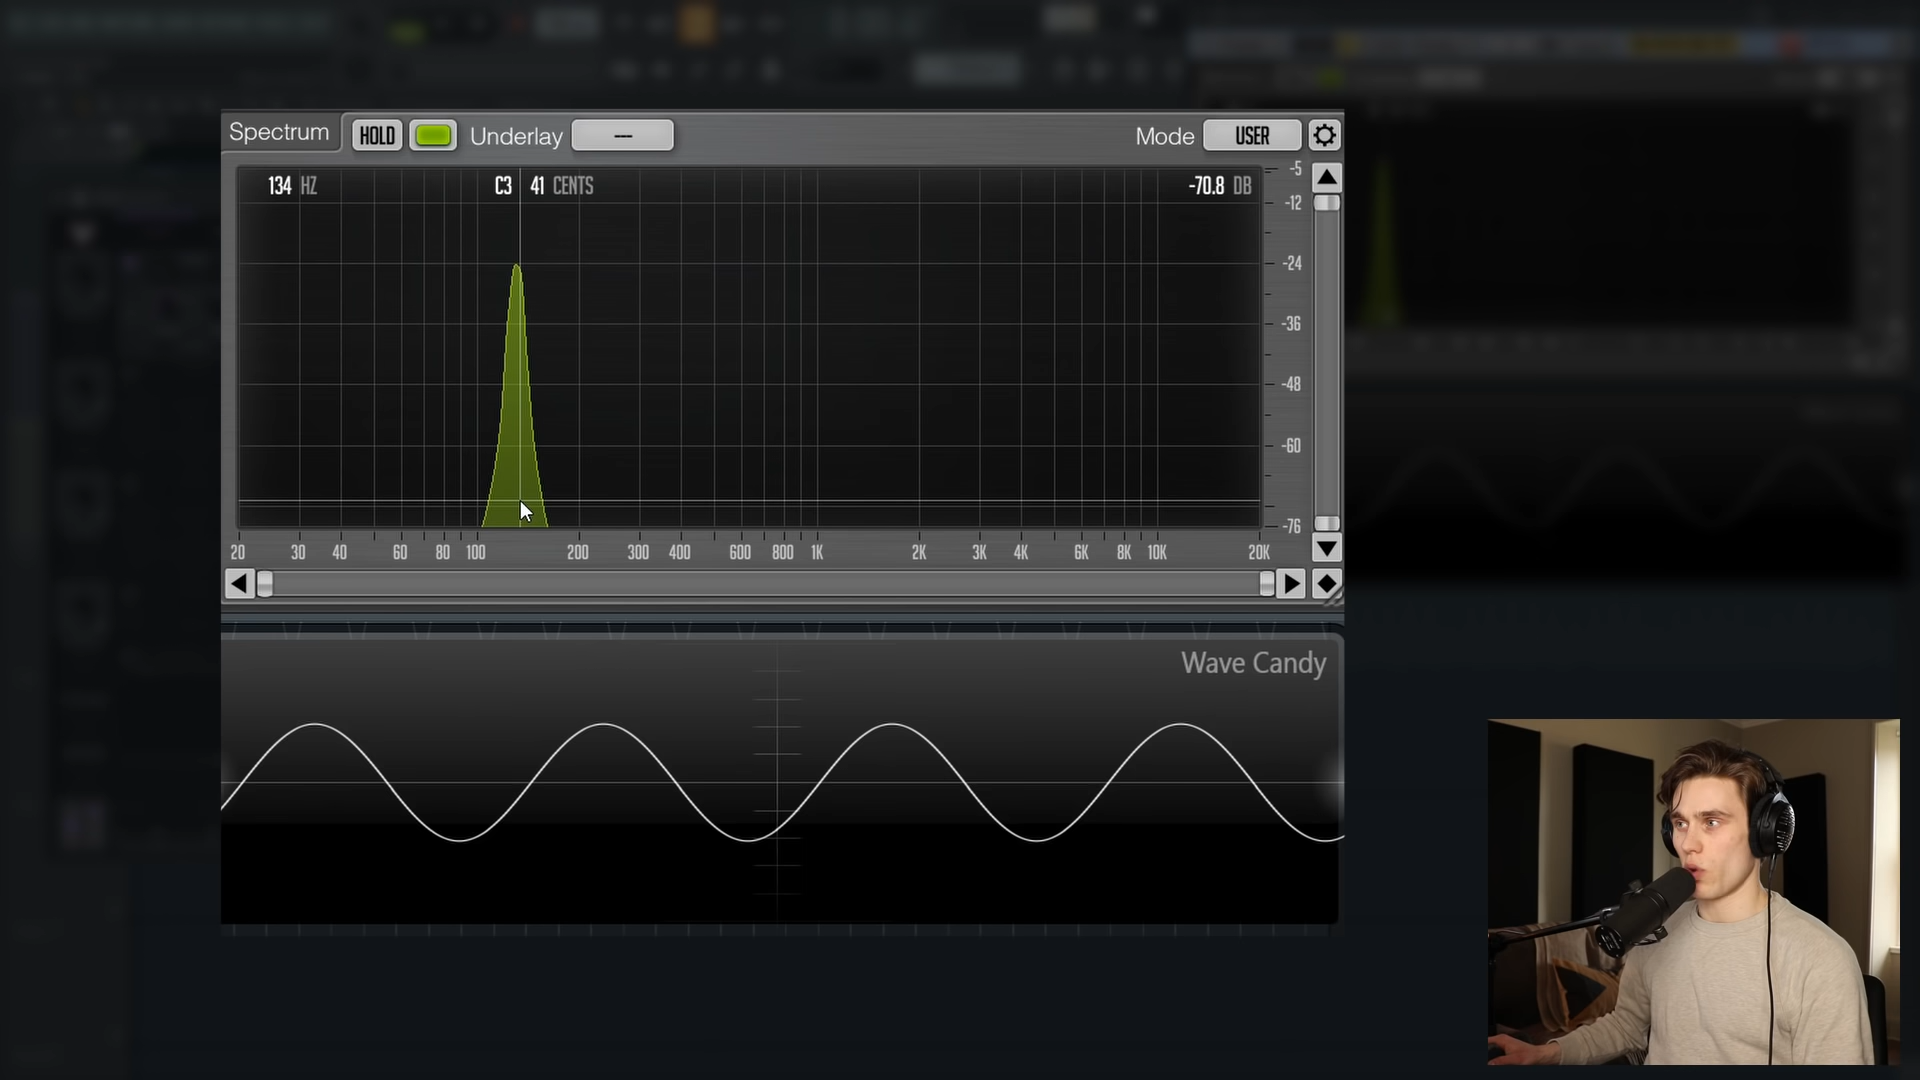 Spectrum HOLD Underlay --- Mode USER
134 HZ C3 41 CENTS -70.8 DB
-5
-12
-24
-36
-48
-60
-76
20 30 40 60 80 100 200 300 400 600 800 1K 2K 3K 4K 6K 8K 10K 20K
Wave Candy